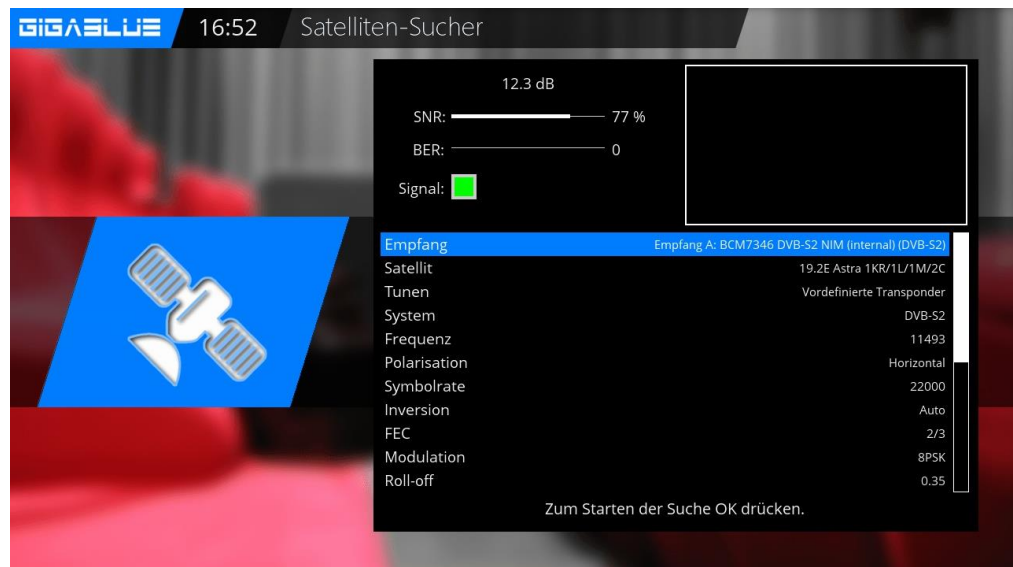 GIGABLUE 16:52 Satelliten-Sucher
12.3 dB
SNR: 77 %
BER: 0
Signal:
Empfang Empfang A: BCM7346 DVB-S2 NIM (internal) (DVB-S2)
Satellit 19.2E Astra 1KR/1L/1M/2C
Tunen Vordefinierte Transponder
System DVB-S2
Frequenz 11493
Polarisation Horizontal
Symbolrate 22000
Inversion Auto
FEC 2/3
Modulation 8PSK
Roll-off 0.35
Zum Starten der Suche OK drücken.